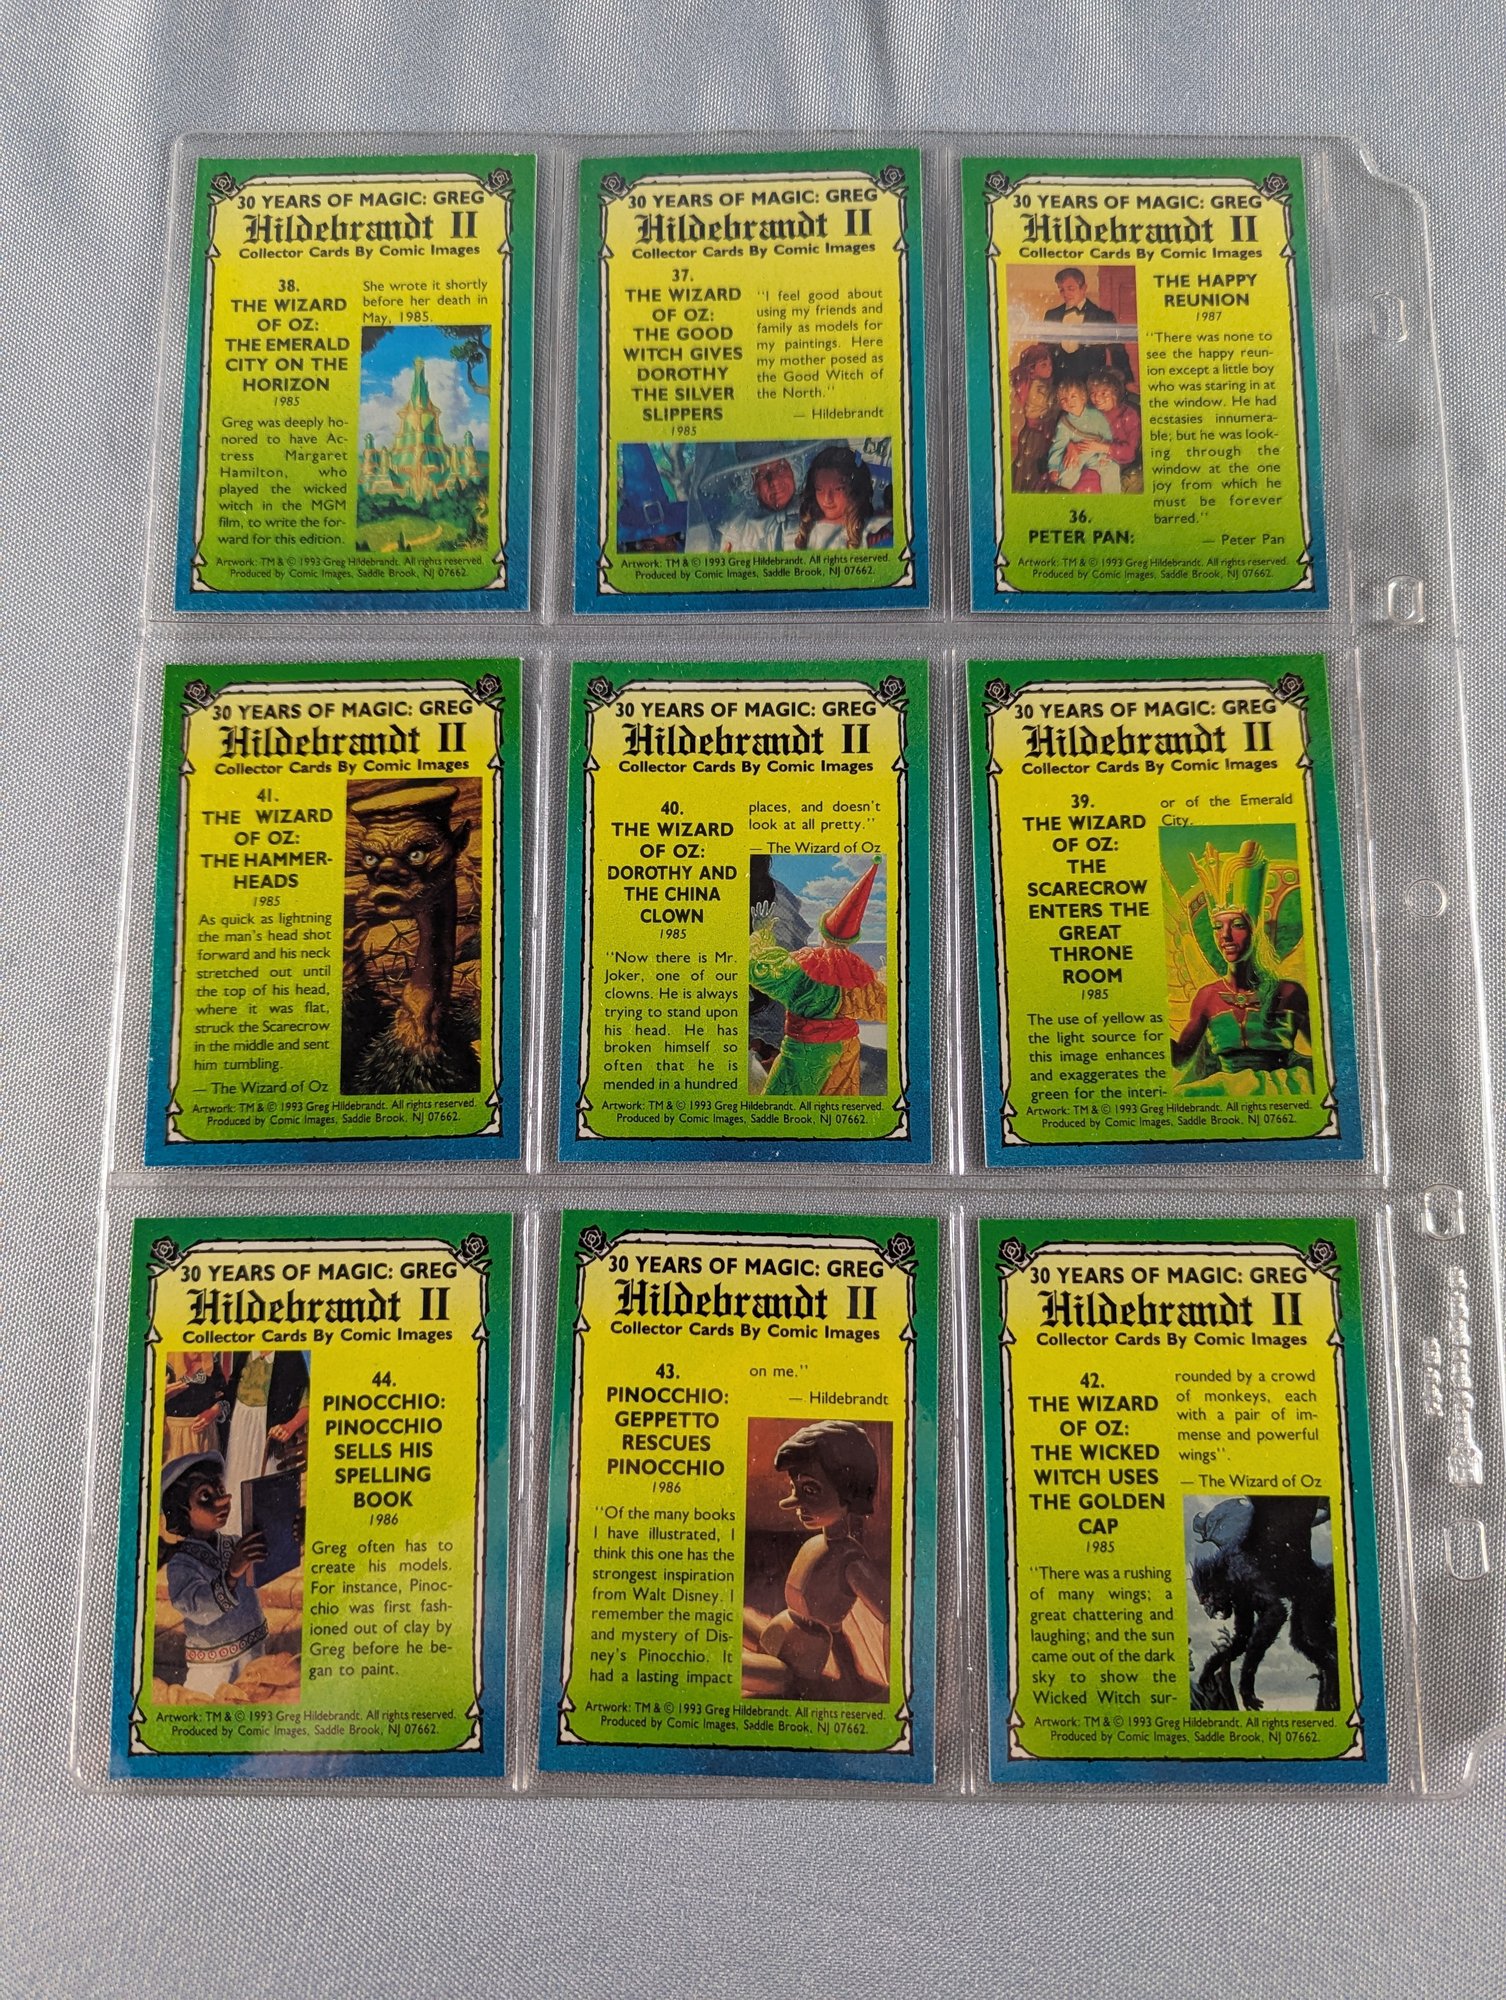 30 YEARS OF MAGIC: GREG
Hildebrandt II
Collector Cards By Comic Images
38.
THE WIZARD
OF OZ:
THE EMERALD
CITY ON THE
HORIZON
1985
Greg was deeply ho-
nored to have Ac-
tress Margaret
Hamilton, who
played the wicked
witch in the MGM
film, to write the for-
ward for this edition.
She wrote it shortly
before her death in
May, 1985.
Artwork: TM & © 1993 Greg Hildebrandt. All rights reserved.
Produced by Comic Images, Saddle Brook, NJ 07662.
30 YEARS OF MAGIC: GREG
Hildebrandt II
Collector Cards By Comic Images
37.
THE WIZARD
OF OZ:
THE GOOD
WITCH GIVES
DOROTHY
THE SILVER
SLIPPERS
1985
"I feel good about
using my friends and
family as models for
my paintings. Here
my mother posed as
the Good Witch of
the North."
— Hildebrandt
Artwork: TM & © 1993 Greg Hildebrandt. All rights reserved.
Produced by Comic Images, Saddle Brook, NJ 07662.
30 YEARS OF MAGIC: GREG
Hildebrandt II
Collector Cards By Comic Images
36.
PETER PAN:
THE HAPPY
REUNION
1987
"There was none to
see the happy reun-
ion except a little boy
who was staring in at
the window. He had
ecstasies innumera-
ble; but he was look-
ing through the
window at the one
joy from which he
must be forever
barred."
— Peter Pan
Artwork: TM & © 1993 Greg Hildebrandt. All rights reserved.
Produced by Comic Images, Saddle Brook, NJ 07662.
30 YEARS OF MAGIC: GREG
Hildebrandt II
Collector Cards By Comic Images
41.
THE WIZARD
OF OZ:
THE HAMMER-
HEADS
1985
As quick as lightning
the man's head shot
forward and his neck
stretched out until
the top of his head,
where it was flat,
struck the Scarecrow
in the middle and sent
him tumbling.
— The Wizard of Oz
Artwork: TM & © 1993 Greg Hildebrandt. All rights reserved.
Produced by Comic Images, Saddle Brook, NJ 07662.
30 YEARS OF MAGIC: GREG
Hildebrandt II
Collector Cards By Comic Images
40.
THE WIZARD
OF OZ:
DOROTHY AND
THE CHINA
CLOWN
1985
"Now there is Mr.
Joker, one of our
clowns. He is always
trying to stand upon
his head. He has
broken himself so
often that he is
mended in a hundred
places, and doesn't
look at all pretty."
— The Wizard of Oz
Artwork: TM & © 1993 Greg Hildebrandt. All rights reserved.
Produced by Comic Images, Saddle Brook, NJ 07662.
30 YEARS OF MAGIC: GREG
Hildebrandt II
Collector Cards By Comic Images
39.
THE WIZARD
OF OZ:
THE
SCARECROW
ENTERS THE
GREAT
THRONE
ROOM
1985
The use of yellow as
the light source for
this image enhances
and exaggerates the
green for the interi-
or of the Emerald
City.
Artwork: TM & © 1993 Greg Hildebrandt. All rights reserved.
Produced by Comic Images, Saddle Brook, NJ 07662.
30 YEARS OF MAGIC: GREG
Hildebrandt II
Collector Cards By Comic Images
44.
PINOCCHIO:
PINOCCHIO
SELLS HIS
SPELLING
BOOK
1986
Greg often has to
create his models.
For instance, Pinoc-
chio was first fash-
ioned out of clay by
Greg before he be-
gan to paint.
Artwork: TM & © 1993 Greg Hildebrandt. All rights reserved.
Produced by Comic Images, Saddle Brook, NJ 07662.
30 YEARS OF MAGIC: GREG
Hildebrandt II
Collector Cards By Comic Images
43.
PINOCCHIO:
GEPPETTO
RESCUES
PINOCCHIO
1986
"Of the many books
I have illustrated, I
think this one has the
strongest inspiration
from Walt Disney. I
remember the magic
and mystery of Dis-
ney's Pinocchio. It
had a lasting impact
on me."
— Hildebrandt
Artwork: TM & © 1993 Greg Hildebrandt. All rights reserved.
Produced by Comic Images, Saddle Brook, NJ 07662.
30 YEARS OF MAGIC: GREG
Hildebrandt II
Collector Cards By Comic Images
42.
THE WIZARD
OF OZ:
THE WICKED
WITCH USES
THE GOLDEN
CAP
1985
"There was a rushing
of many wings; a
great chattering and
laughing; and the sun
came out of the dark
sky to show the
Wicked Witch sur-
rounded by a crowd
of monkeys, each
with a pair of im-
mense and powerful
wings".
— The Wizard of Oz
Artwork: TM & © 1993 Greg Hildebrandt. All rights reserved.
Produced by Comic Images, Saddle Brook, NJ 07662.